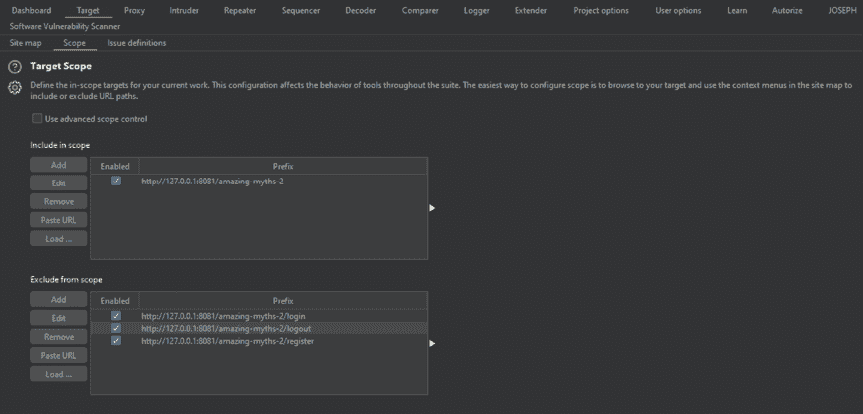 Dashboard Target Proxy Intruder Repeater Sequencer Decoder Comparer Logger Extender Project options User options Learn Autorize JOSEPH
Software Vulnerability Scanner
Site map Scope Issue definitions
Target Scope
Define the in-scope targets for your current work. This configuration affects the behavior of tools throughout the suite. The easiest way to configure scope is to browse to your target and use the context menus in the site map to
include or exclude URL paths.
Use advanced scope control
Include in scope
Add Enabled Prefix
Edit http://127.0.0.1:8081/amazing-myths-2
Remove
Paste URL
Load ...
Exclude from scope
Add Enabled Prefix
Edit http://127.0.0.1:8081/amazing-myths-2/login
http://127.0.0.1:8081/amazing-myths-2/logout
Remove http://127.0.0.1:8081/amazing-myths-2/register
Paste URL
Load ...